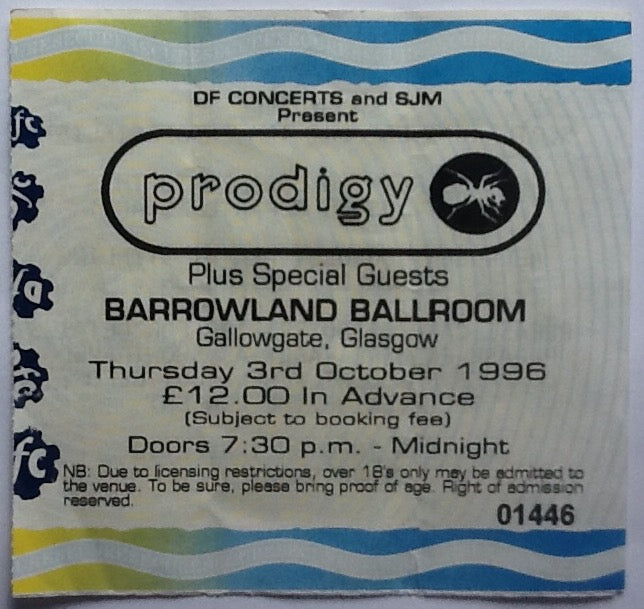 DF CONCERTS and SJM
Present
prodigy
Plus Special Guests
BARROWLAND BALLROOM
Gallowgate, Glasgow
Thursday 3rd October 1996
£12.00 In Advance
(Subject to booking fee)
Doors 7:30 p.m. - Midnight
NB: Due to licensing restrictions, over 18's only may be admitted to
the venue. To be sure, please bring proof of age. Right of admission
reserved.
01446
fc
fc